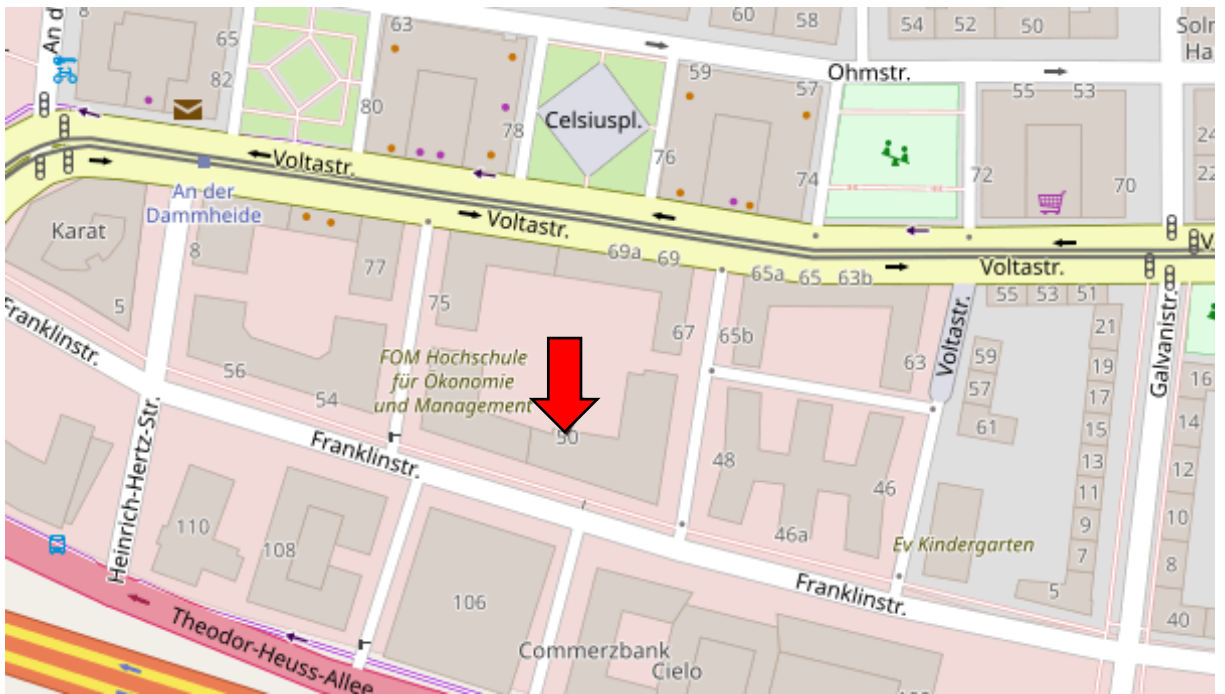 8
65
82
An d
63
80
78
Celsiuspl.
60
58
59
57
76
74
54
52
50
Soln
Ha
Ohmstr.
55
53
24
22
72
70
Voltastr.
An der
Dammheide
Karat
5
8
77
Voltastr.
69a
69
65a
65
63b
Voltastr.
V
75
67
65b
63
Voltastr.
55
53
51
21
19
17
15
13
11
9
7
5
59
57
61
Galvanistr.
16
14
12
10
8
40
Franklinstr.
56
54
FOM Hochschule
für Ökonomie
und Management
50
48
46
46a
Ev Kindergarten
Heinrich-Hertz-Str.
Franklinstr.
110
108
106
Franklinstr.
Theodor-Heuss-Allee
Commerzbank
Cielo